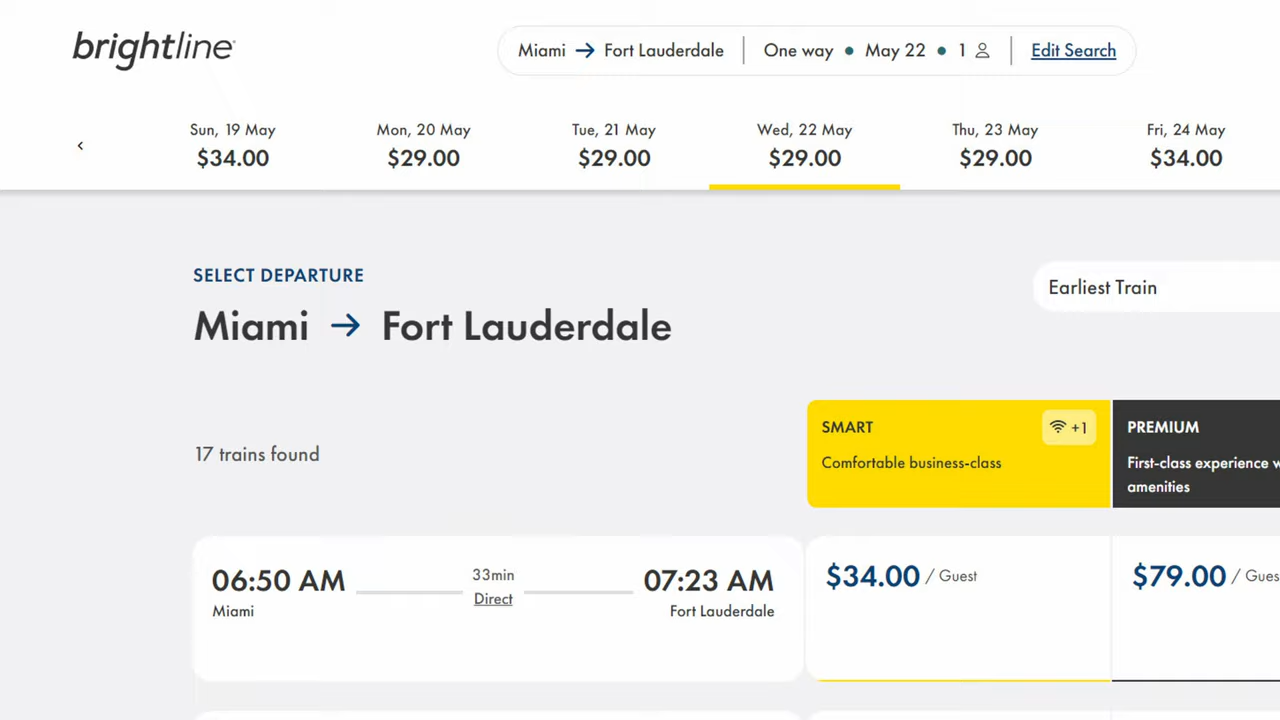 brightline
Miami → Fort Lauderdale One way • May 22 • 1 Edit Search
Sun, 19 May Mon, 20 May Tue, 21 May Wed, 22 May Thu, 23 May Fri, 24 May
$34.00 $29.00 $29.00 $29.00 $29.00 $34.00
SELECT DEPARTURE
Miami → Fort Lauderdale
Earliest Train
17 trains found
SMART +1
Comfortable business-class
PREMIUM
First-class experience
amenities
06:50 AM 33min 07:23 AM
Direct
Miami Fort Lauderdale
$34.00 / Guest
$79.00 / Gues